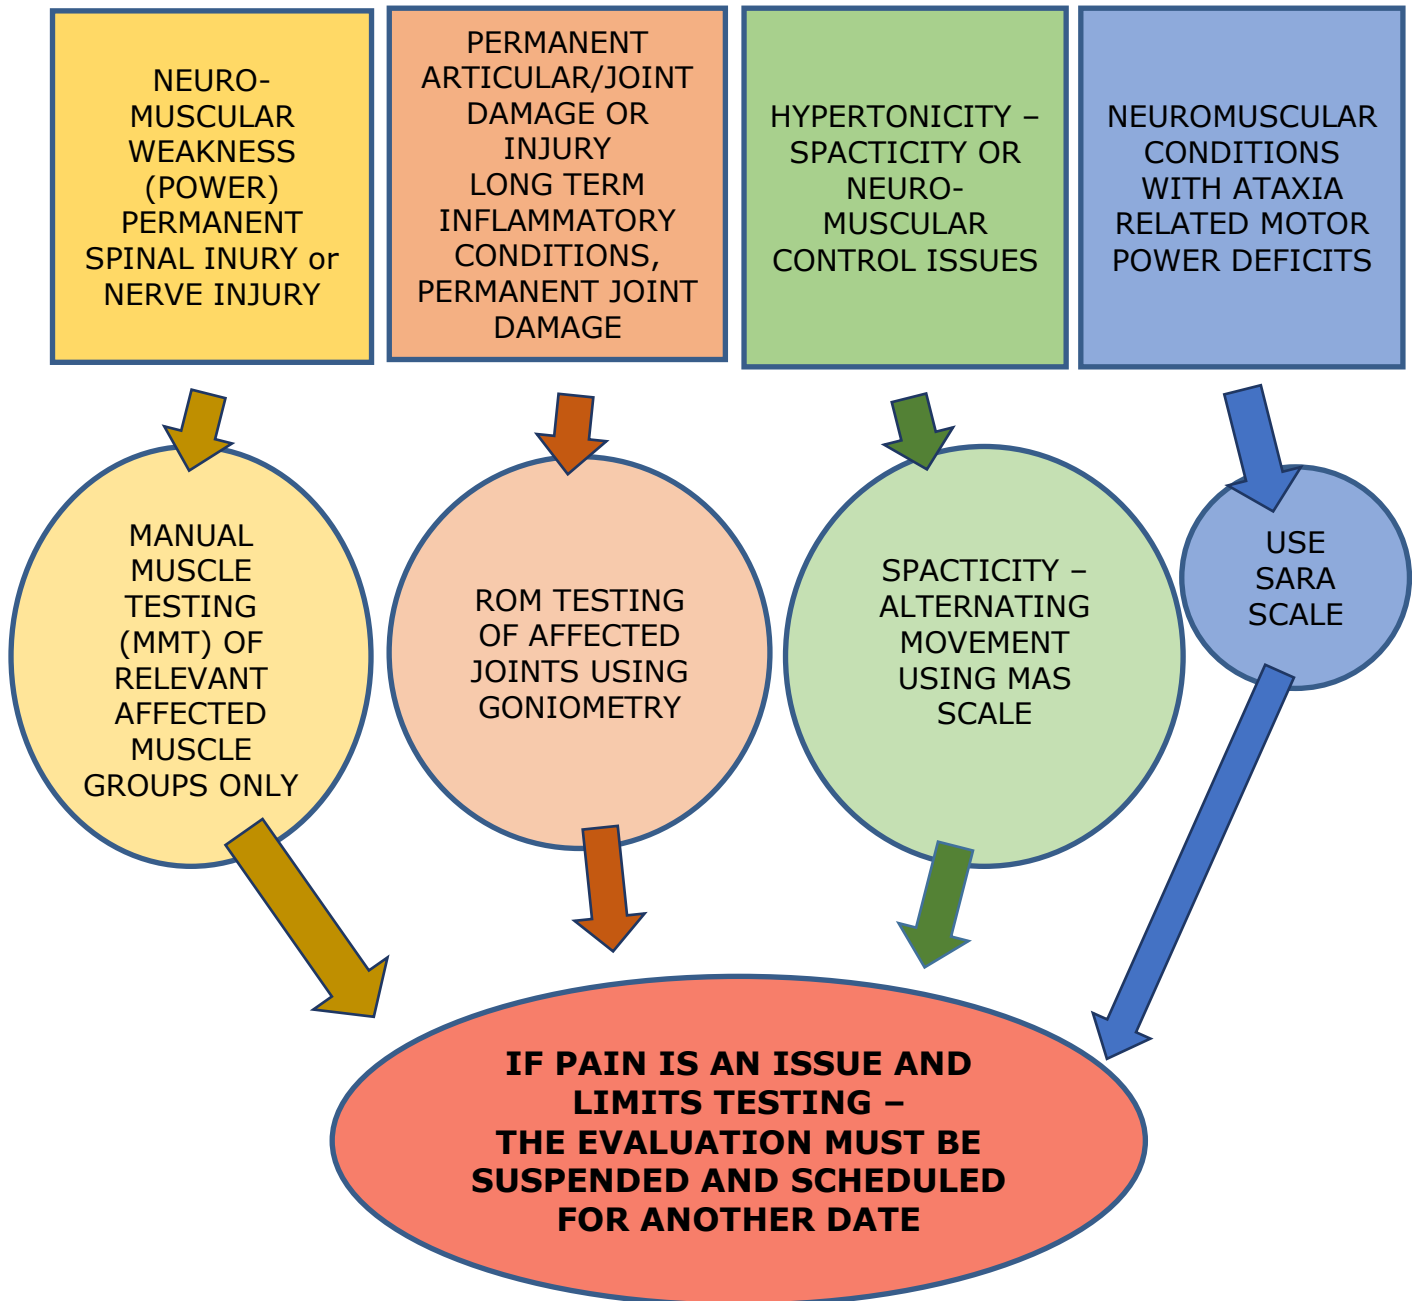 NEURO-
MUSCULAR
WEAKNESS
(POWER)
PERMANENT
SPINAL INURY or
NERVE INJURY
PERMANENT
ARTICULAR/JOINT
DAMAGE OR
INJURY
LONG TERM
INFLAMMATORY
CONDITIONS,
PERMANENT JOINT
DAMAGE
HYPERTONICITY –
SPACTICITY OR
NEURO-
MUSCULAR
CONTROL ISSUES
NEUROMUSCULAR
CONDITIONS
WITH ATAXIA
RELATED MOTOR
POWER DEFICITS
MANUAL
MUSCLE
TESTING
(MMT) OF
RELEVANT
AFFECTED
MUSCLE
GROUPS ONLY
ROM TESTING
OF AFFECTED
JOINTS USING
GONIOMETRY
SPACTICITY –
ALTERNATING
MOVEMENT
USING MAS
SCALE
USE
SARA
SCALE
IF PAIN IS AN ISSUE AND
LIMITS TESTING –
THE EVALUATION MUST BE
SUSPENDED AND SCHEDULED
FOR ANOTHER DATE